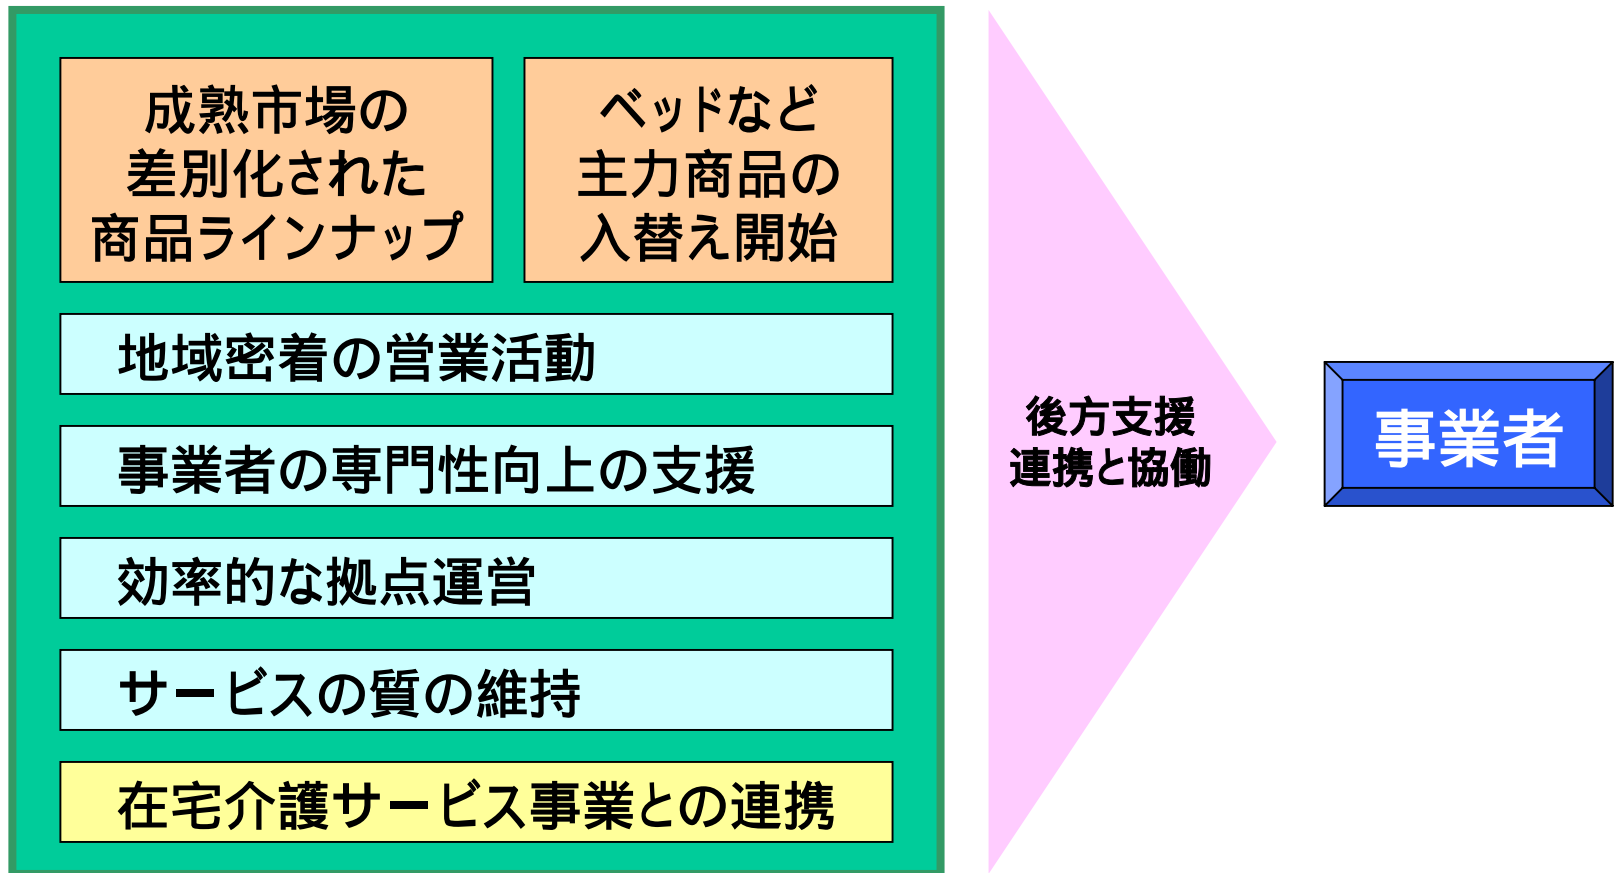 成熟市場の
差別化された
商品ラインナップ
ベッドなど
主力商品の
入替え開始
地域密着の営業活動
事業者の専門性向上の支援
効率的な拠点運営
サービスの質の維持
在宅介護サービス事業との連携
後方支援
連携と協働
事業者